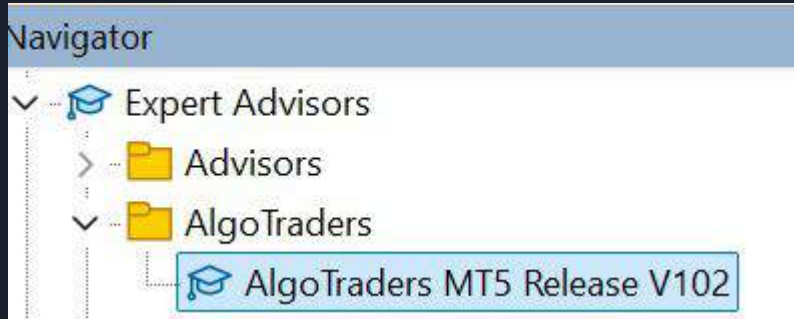 Navigator
Expert Advisors
Advisors
AlgoTraders
AlgoTraders MT5 Release V102